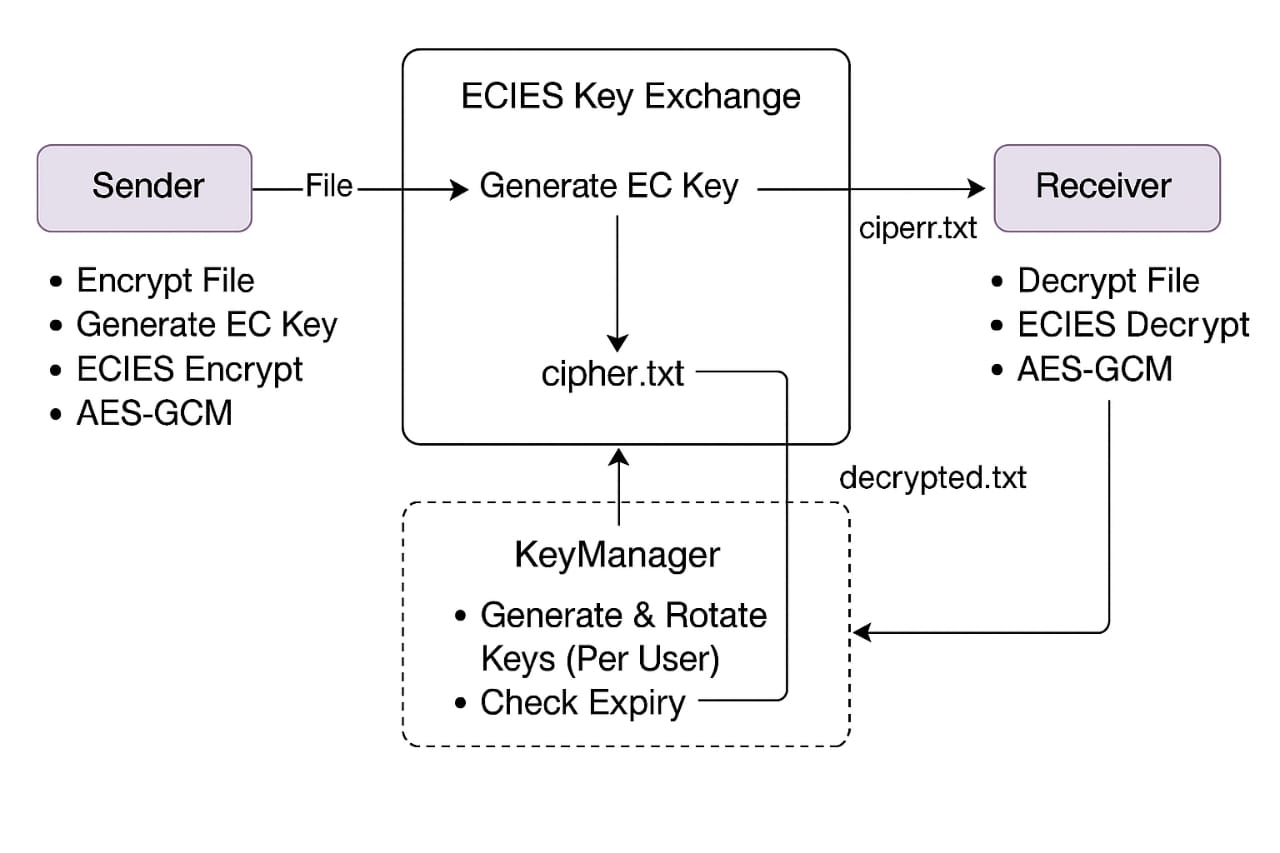 ECIES Key Exchange
Sender
File
Generate EC Key
Receiver
ciperr.txt
• Encrypt File
• Generate EC Key
• ECIES Encrypt
• AES-GCM
cipher.txt
• Decrypt File
• ECIES Decrypt
• AES-GCM
decrypted.txt
KeyManager
• Generate & Rotate
Keys (Per User)
• Check Expiry